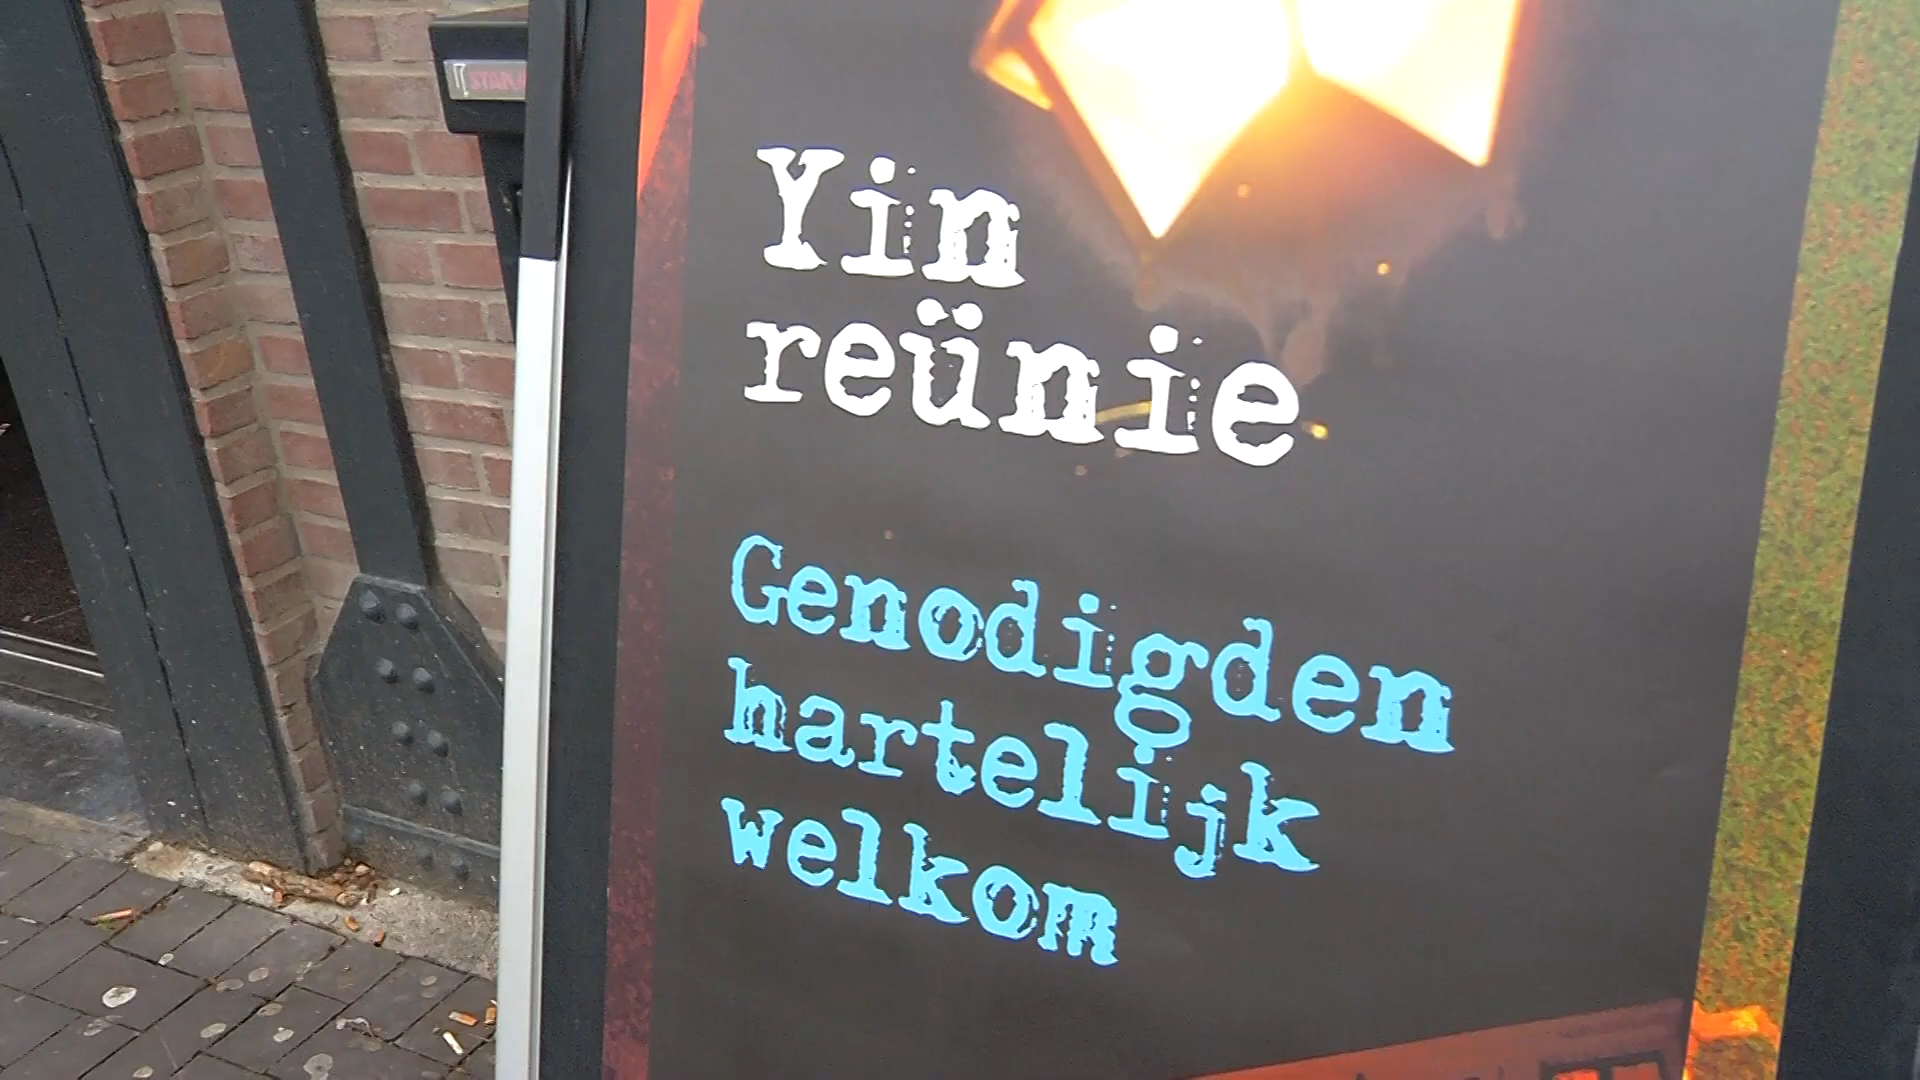 Yin
reünie
Genodigden
hartelijk
welkom